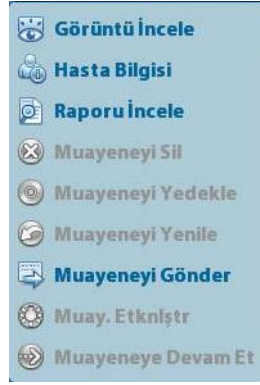 Görüntü İncele
Hasta Bilgisi
Raporu İncele
Muayeneyi Sil
Muayeneyi Yedekle
Muayeneyi Yenile
Muayeneyi Gönder
Muay. Etknlştr
Muayeneye Devam Et